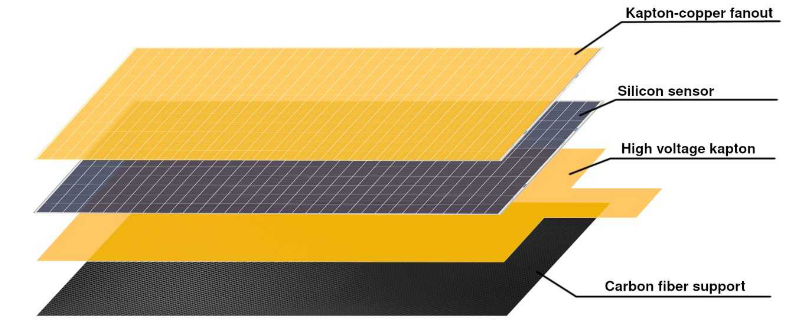 Kapton-copper fanout
Silicon sensor
High voltage kapton
Carbon fiber support